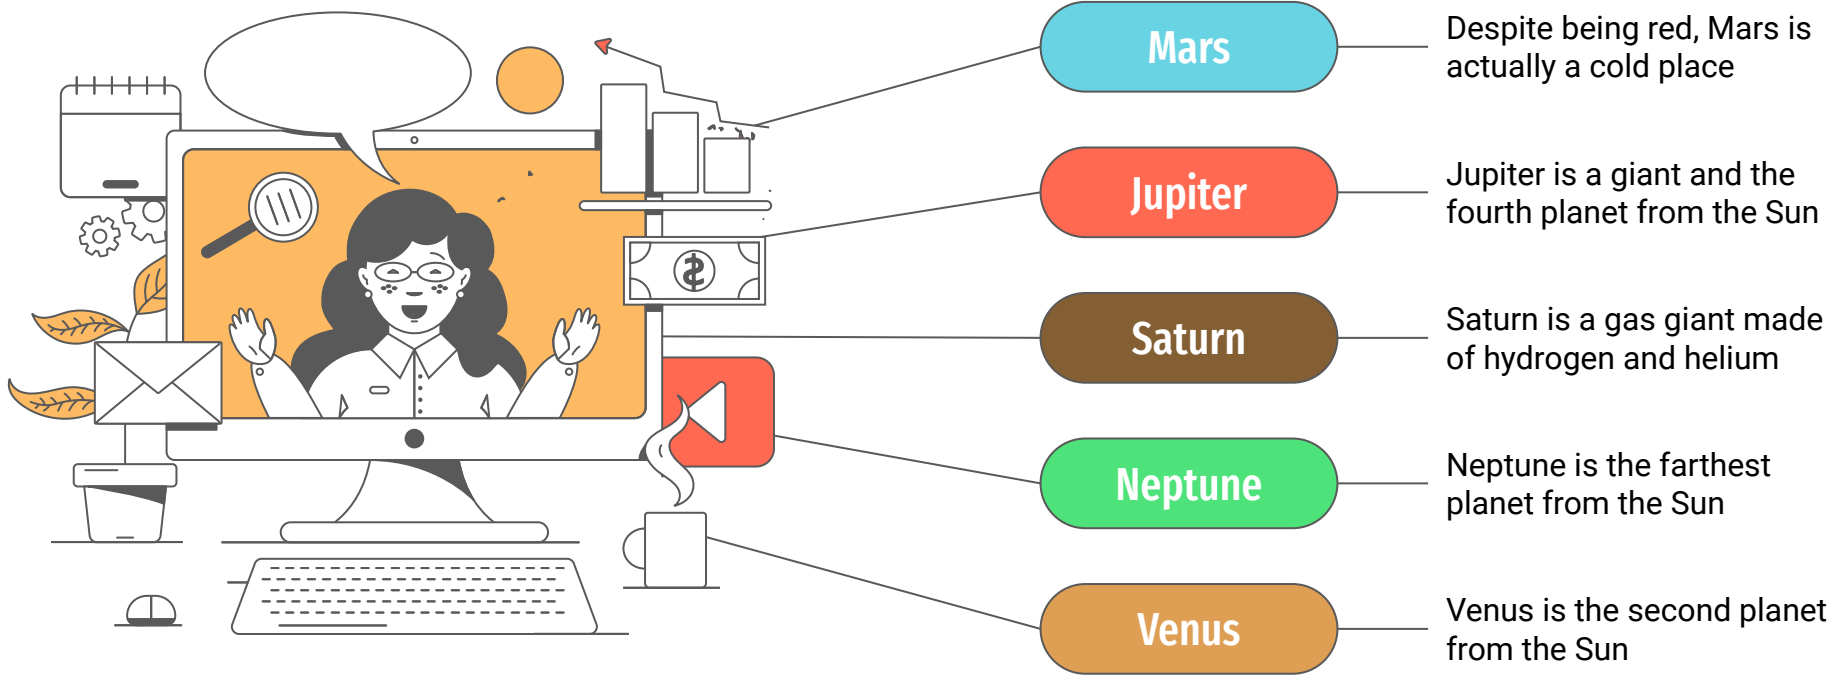 Mars
Despite being red, Mars is
actually a cold place
Jupiter
Jupiter is a giant and the
fourth planet from the Sun
$
Saturn
Saturn is a gas giant made
of hydrogen and helium
Neptune
Neptune is the farthest
planet from the Sun
Venus
Venus is the second planet
from the Sun